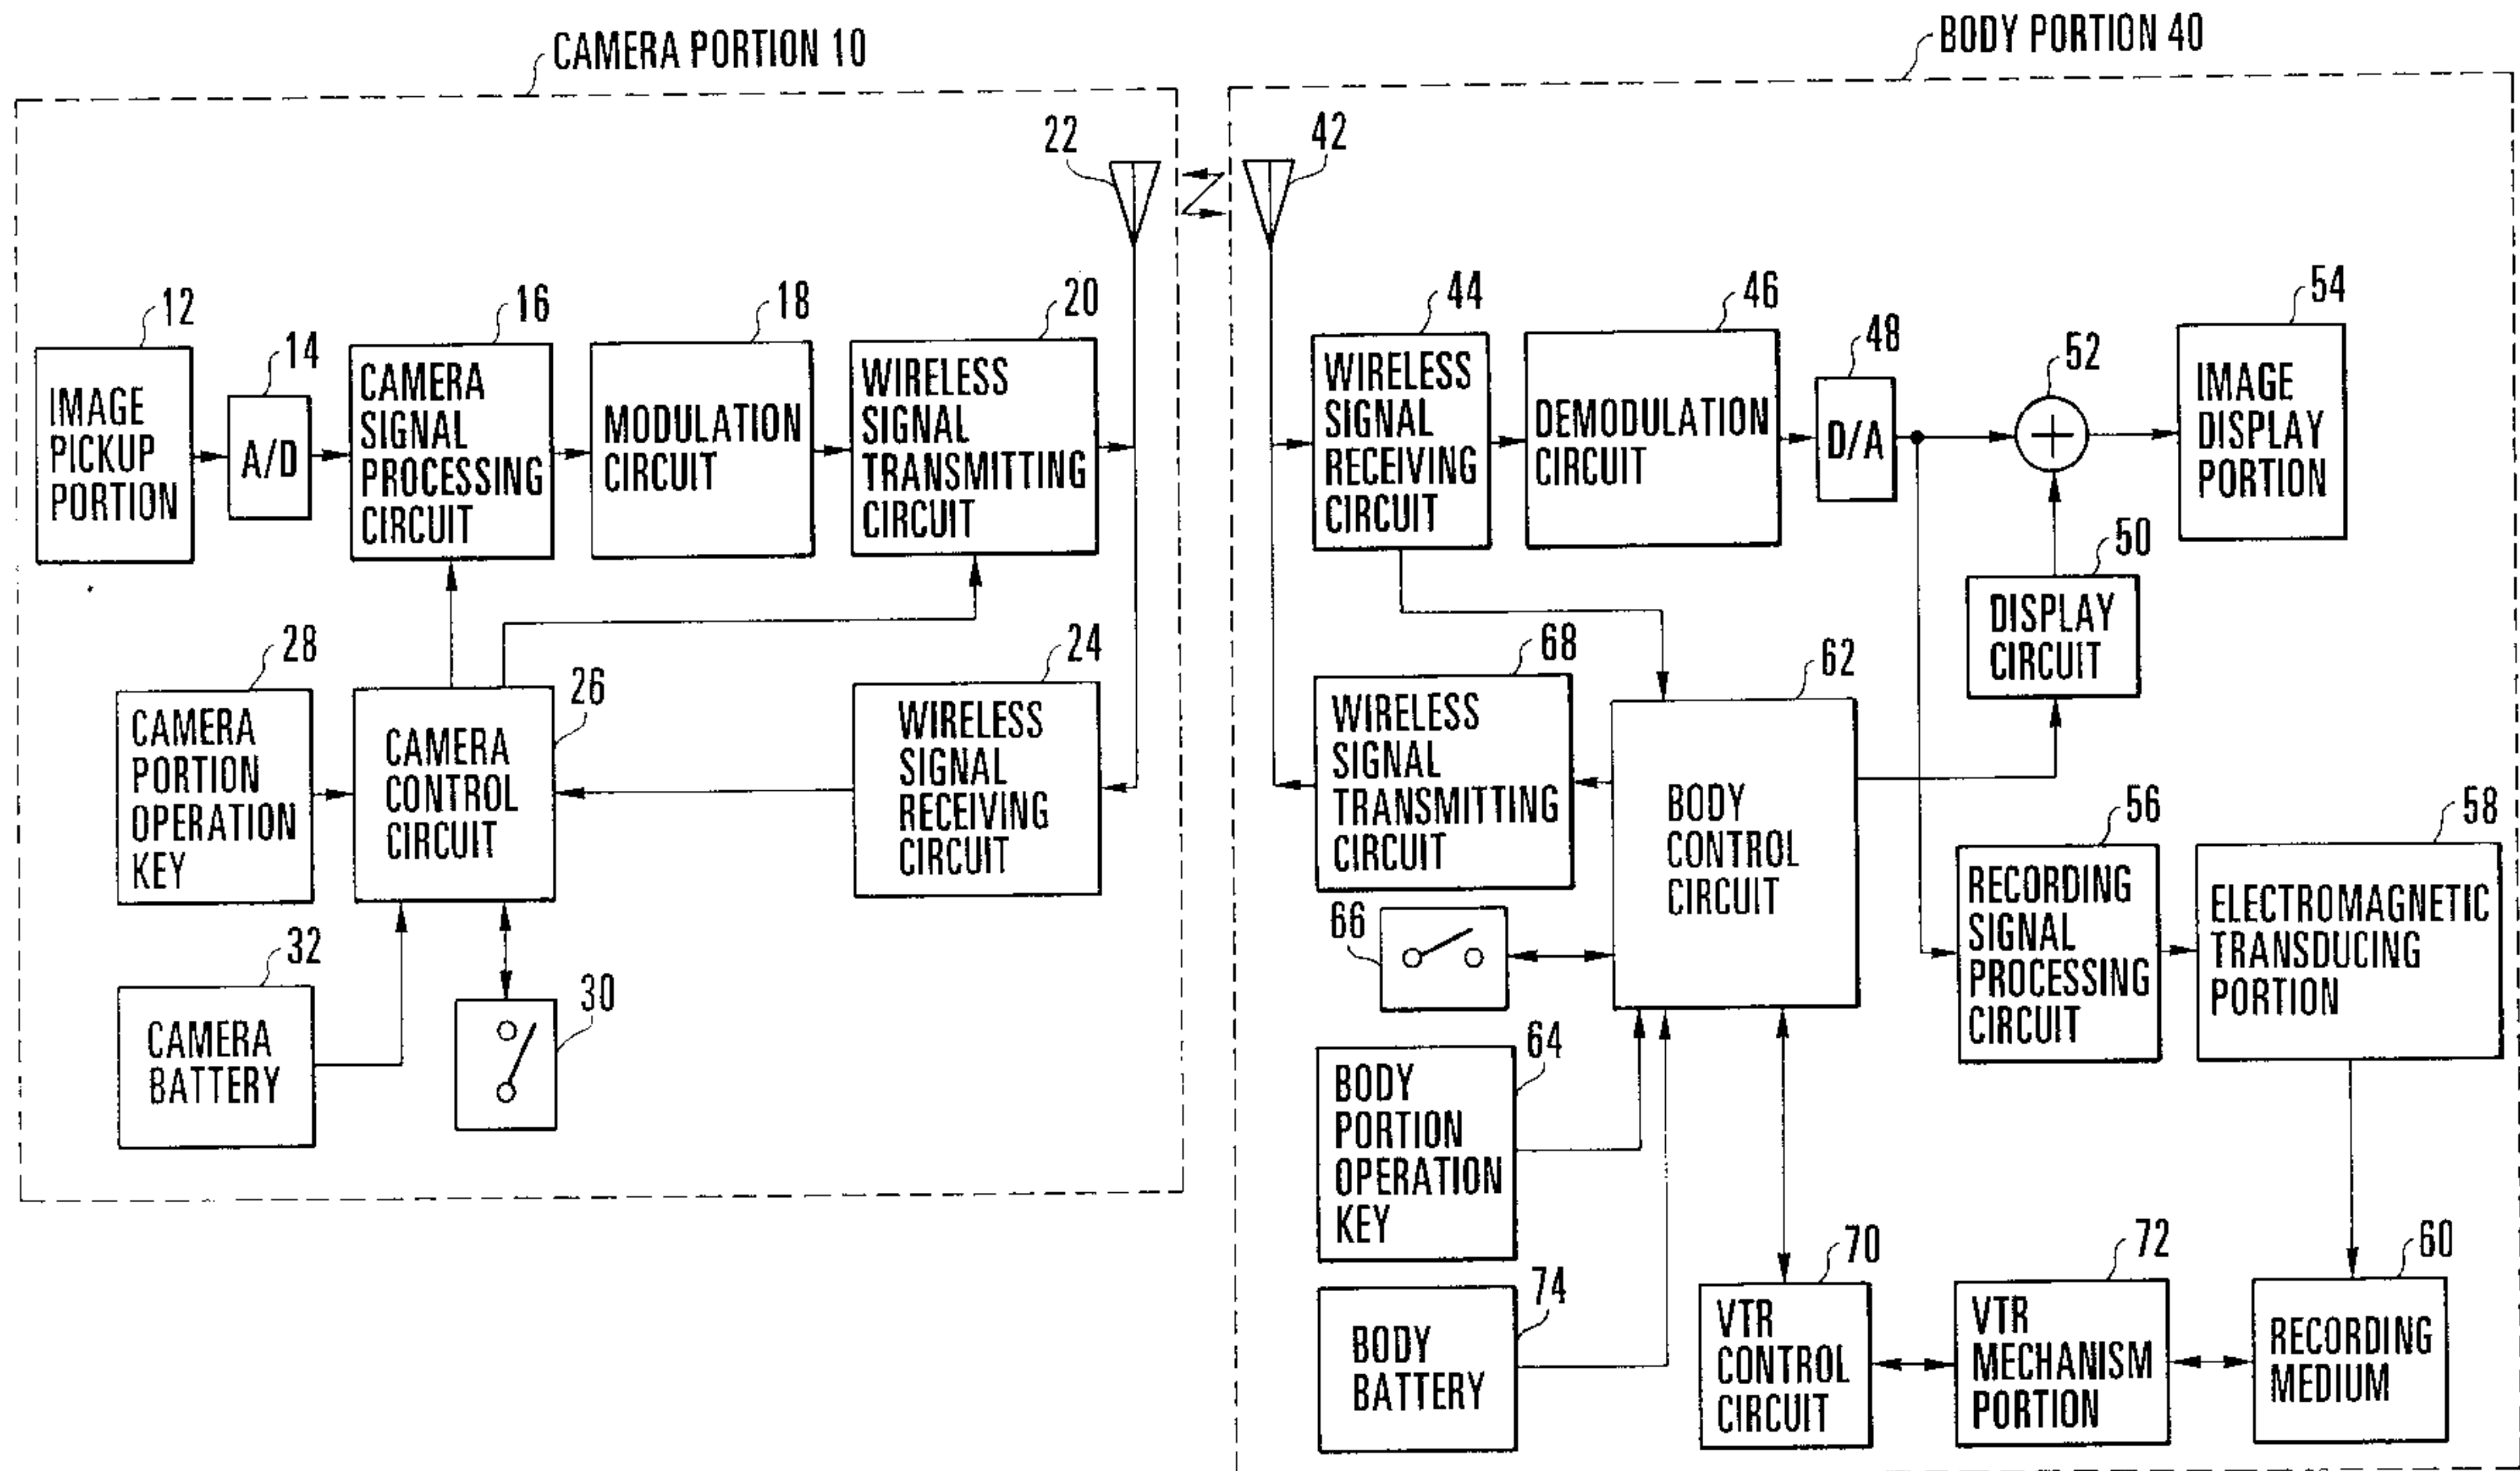 CAMERA PORTION 10
BODY PORTION 40
22
42
12
14
16
18
20
44
46
48
52
54
IMAGE
PICKUP
PORTION
A/D
CAMERA
SIGNAL
PROCESSING
CIRCUIT
MODULATION
CIRCUIT
WIRELESS
SIGNAL
TRANSMITTING
CIRCUIT
WIRELESS
SIGNAL
RECEIVING
CIRCUIT
DEMODULATION
CIRCUIT
D/A
IMAGE
DISPLAY
PORTION
50
DISPLAY
CIRCUIT
28
26
24
68
62
CAMERA
PORTION
OPERATION
KEY
CAMERA
CONTROL
CIRCUIT
WIRELESS
SIGNAL
RECEIVING
CIRCUIT
WIRELESS
SIGNAL
TRANSMITTING
CIRCUIT
BODY
CONTROL
CIRCUIT
56
58
RECORDING
SIGNAL
PROCESSING
CIRCUIT
ELECTROMAGNETIC
TRANSDUCING
PORTION
32
30
66
CAMERA
BATTERY
64
BODY
PORTION
OPERATION
KEY
74
70
72
60
BODY
BATTERY
VTR
CONTROL
CIRCUIT
VTR
MECHANISM
PORTION
RECORDING
MEDIUM